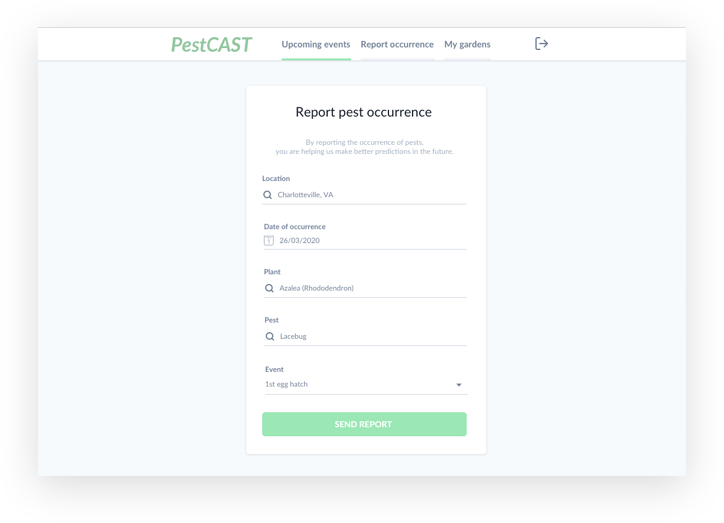 PestCAST
Upcoming events
Report occurrence
My gardens
Report pest occurrence
By reporting the occurrence of pests,
you are helping us make better predictions in the future.
Location
Charlotteville, VA
Date of occurrence
26/03/2020
Plant
Azalea (Rhododendron)
Pest
Lacebug
Event
1st egg hatch
SEND REPORT